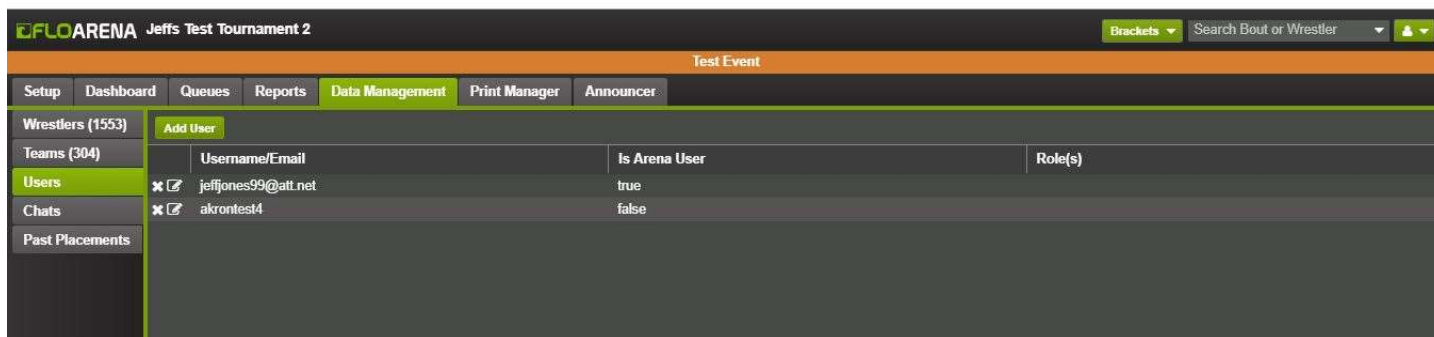 FLOARENA Jeffs Test Tournament 2 Brackets Search Bout or Wrestler
Test Event
Setup Dashboard Queues Reports Data Management Print Manager Announcer
Wrestlers (1553) Add User
Teams (304) Username/Email Is Arena User Role(s)
Users jeffjones99@att.net true
Chats akrontest4 false
Past Placements